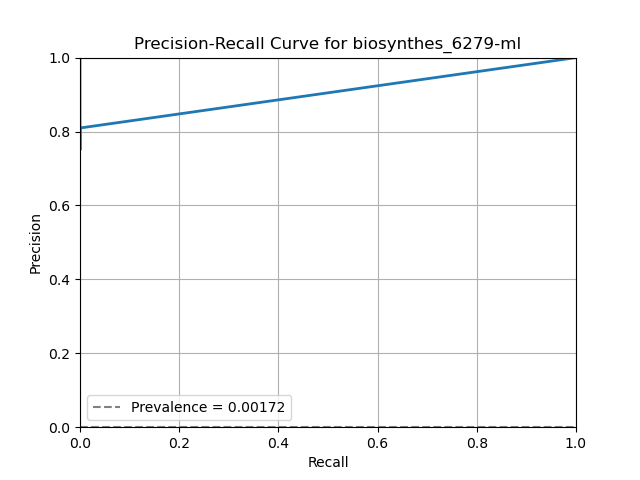 Precision-Recall Curve for biosynthes_6279-ml
1.0
0.8
0.6
0.4
0.2
0.0
Precision
Prevalence = 0.00172
0.0 0.2 0.4 0.6 0.8 1.0
Recall